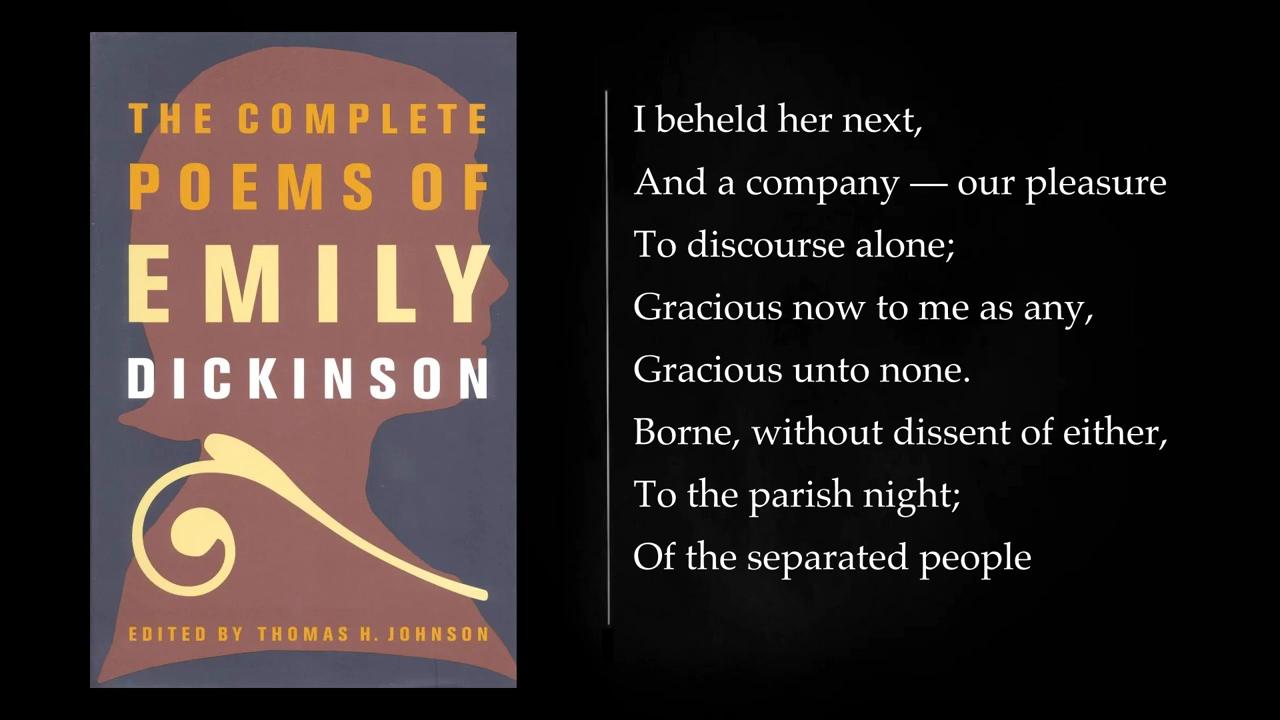 THE COMPLETE
POEMS OF
EMILY
DICKINSON
EDITED BY THOMAS H. JOHNSON
I beheld her next,
And a company — our pleasure
To discourse alone;
Gracious now to me as any,
Gracious unto none.
Borne, without dissent of either,
To the parish night;
Of the separated people